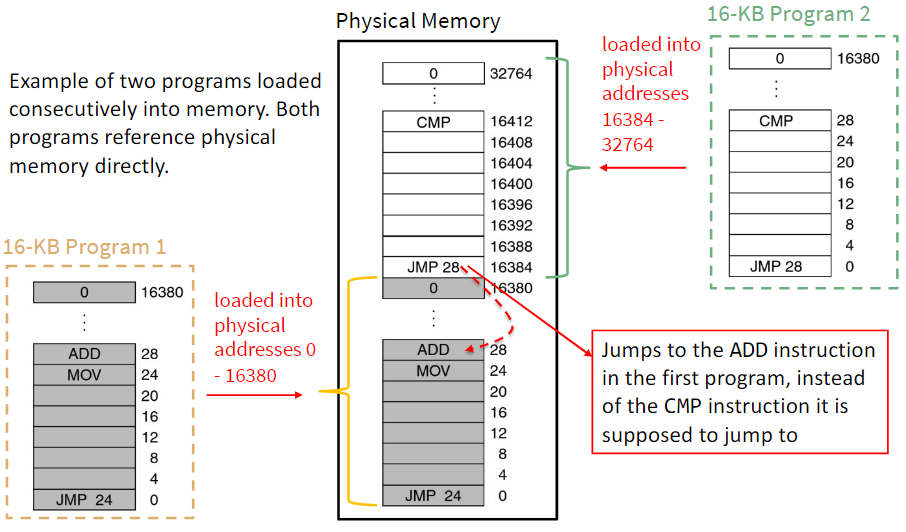 Physical Memory
16-KB Program 2
Example of two programs loaded
consecutively into memory. Both
programs reference physical
memory directly.
0 32764
⋮
CMP 16412
16408
16404
16400
16396
16392
16388
JMP 28 16384
0 16380
⋮
ADD 28
MOV 24
20
16
12
8
4
JMP 24 0
loaded into
physical
addresses
16384 -
32764
0 16380
⋮
CMP 28
24
20
16
12
8
4
JMP 28 0
16-KB Program 1
0 16380
⋮
ADD 28
MOV 24
20
16
12
8
4
JMP 24 0
loaded into
physical
addresses 0
- 16380
Jumps to the ADD instruction
in the first program, instead
of the CMP instruction it is
supposed to jump to